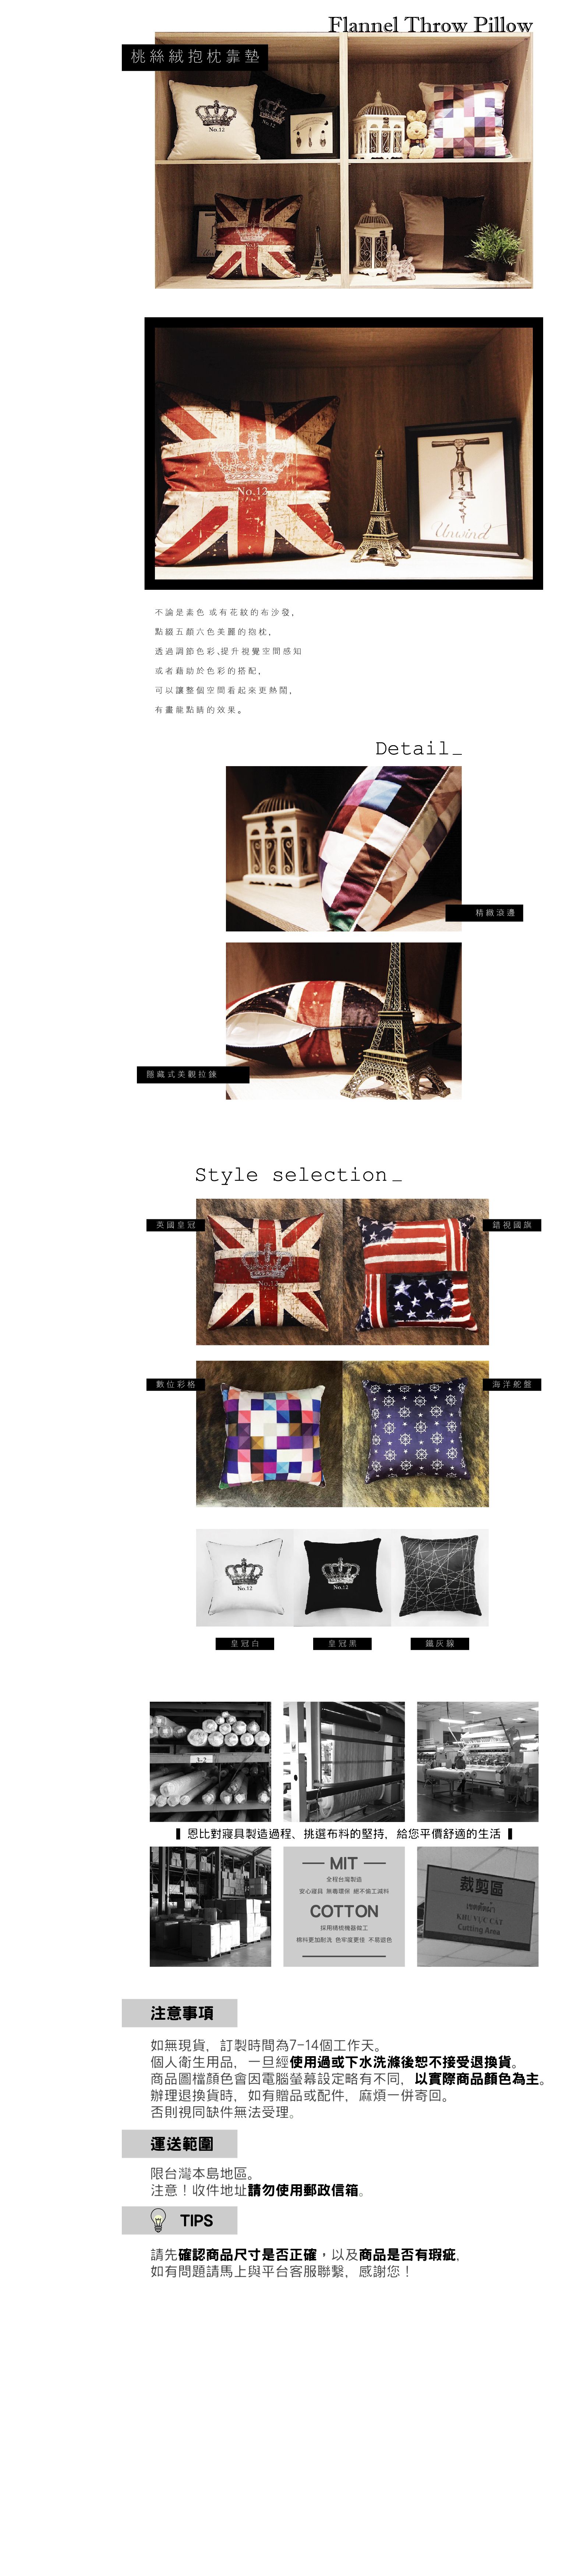 Flannel Throw Pillow
桃絲絨抱枕靠墊
No.12
No.12
No.12
Unwind
不論是素色 或有花紋的布沙發,
點綴五顏六色美麗的抱枕,
透過調節色彩,提升視覺空間感知
或者藉助於色彩的搭配,
可以讓整個空間看起來更熱鬧,
有畫龍點睛的效果。
Detail_
精緻滾邊
隱藏式美觀拉鍊
Style selection_
英國皇冠
錯視國旗
數位彩格
海洋舵盤
No.12
No.12
皇冠白
皇冠黑
鐵灰線
恩比對寢具製造過程、挑選布料的堅持, 給您平價舒適的生活
MIT
全程台灣製造
安心寢具 無毒環保 絕不偷工減料
COTTON
採用精梳機器做工
棉料更加耐洗 色牢度更佳 不易退色
裁剪區
KHU VỰC CẮT
Cutting Area
注意事項
如無現貨, 訂製時間為7-14個工作天。
個人衛生用品, 一旦經使用過或下水洗滌後恕不接受退換貨。
商品圖檔顏色會因電腦螢幕設定略有不同, 以實際商品顏色為主。
辦理退換貨時, 如有贈品或配件, 麻煩一併寄回。
否則視同缺件無法受理。
運送範圍
限台灣本島地區。
注意！收件地址請勿使用郵政信箱。
TIPS
請先確認商品尺寸是否正確，以及商品是否有瑕疵,
如有問題請馬上與平台客服聯繫, 感謝您！